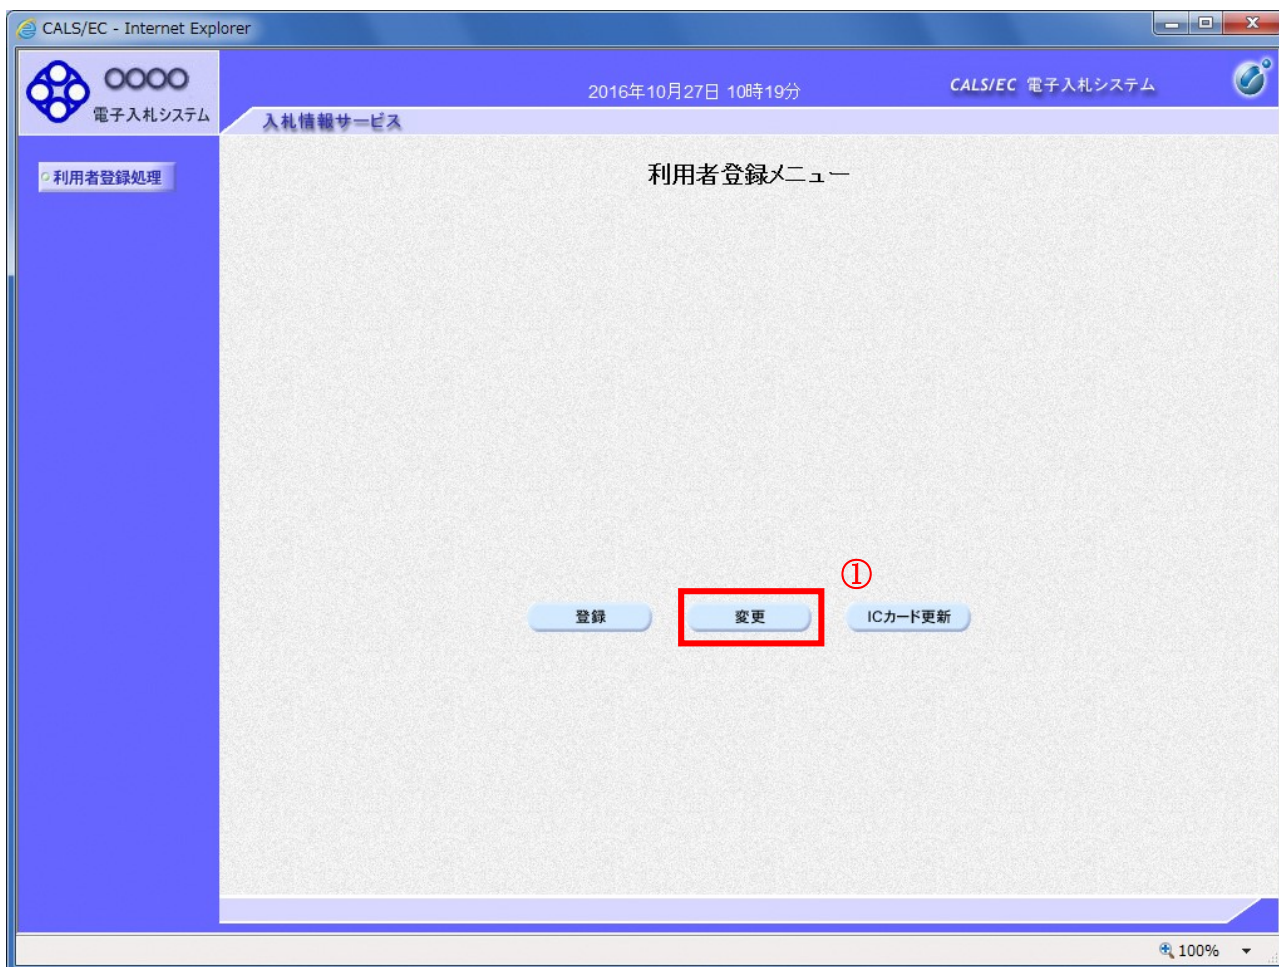 CALS/EC - Internet Explorer
○○○○
電子入札システム
2016年10月27日 10時19分
CALS/EC 電子入札システム
入札情報サービス
利用者登録処理
利用者登録メニュー
①
登録
変更
ICカード更新
100%